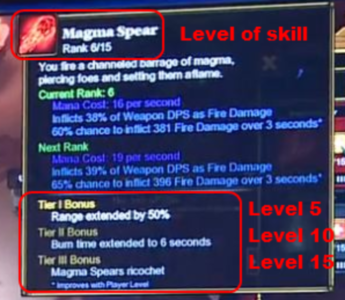 Magma Spear
Level of skill
Rank 6/15
You fire a channeled barrage of magma,
piercing foes and setting them aflame.
Current Rank: 6
Mana Cost: 16 per second
Inflicts 38% of Weapon DPS as Fire Damage
60% chance to inflict 381 Fire Damage over 3 seconds*
Next Rank
Mana Cost: 19 per second
Inflicts 39% of Weapon DPS as Fire Damage
65% chance to inflict 396 Fire Damage over 3 seconds*
Tier I Bonus
Level 5
Range extended by 50%
Tier II Bonus
Level 10
Burn time extended to 6 seconds
Tier III Bonus
Level 15
Magma Spears ricochet
* Improves with Player Level